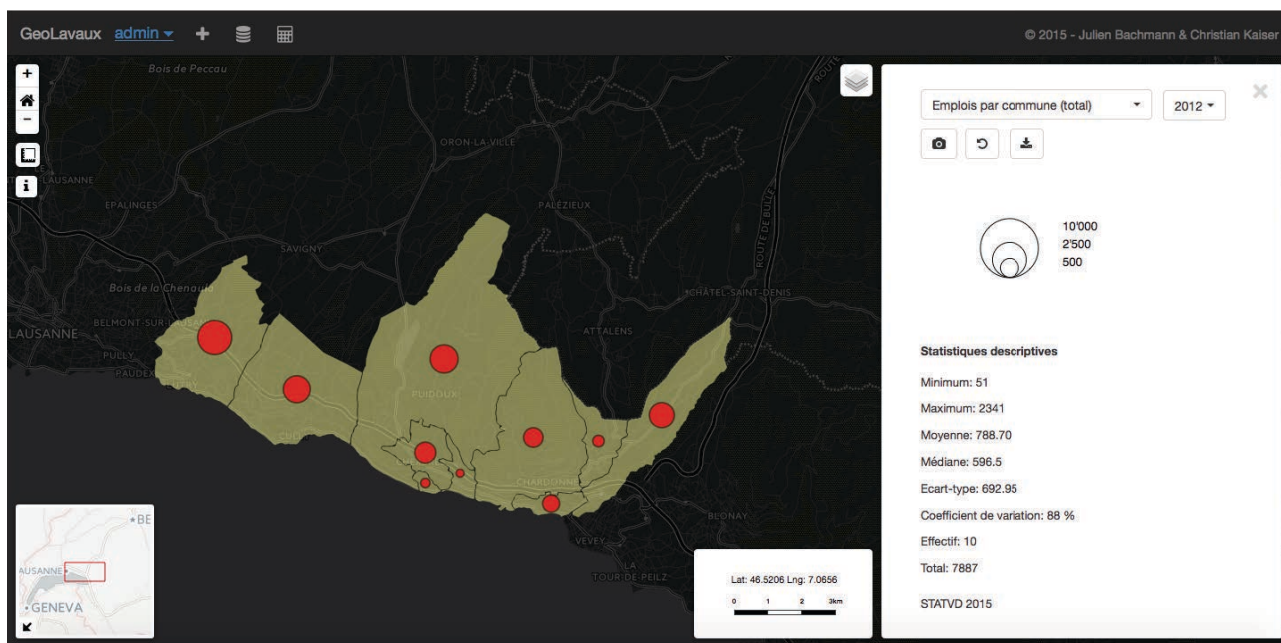 GeoLavaux admin
© 2015 - Julien Bachmann & Christian Kaiser
Bois de Peccau
ORON-LA-VILLE
LAUSANNE
EPALINGES
PALÉZIEUX
ROUTE DE BULLE
SAVIGNY
Bois de la Chenaula
CHÂTEL-SAINT-DENIS
BELMONT-SUR-LAUSAN
LAUSANNE
ATTALENS
PULLY
PAUDEX
PUIDOUX
CHARDONNE
BLONAY
VEVEY
LA
TOUR-DE-PEILZ
BE
AUSANNE
GENEVA
Lat: 46.5206 Lng: 7.0656
0 1 2 3km
Emplois par commune (total)
2012
10'000
2'500
500
Statistiques descriptives
Minimum: 51
Maximum: 2341
Moyenne: 788.70
Médiane: 596.5
Ecart-type: 692.95
Coefficient de variation: 88 %
Effectif: 10
Total: 7887
STATVD 2015